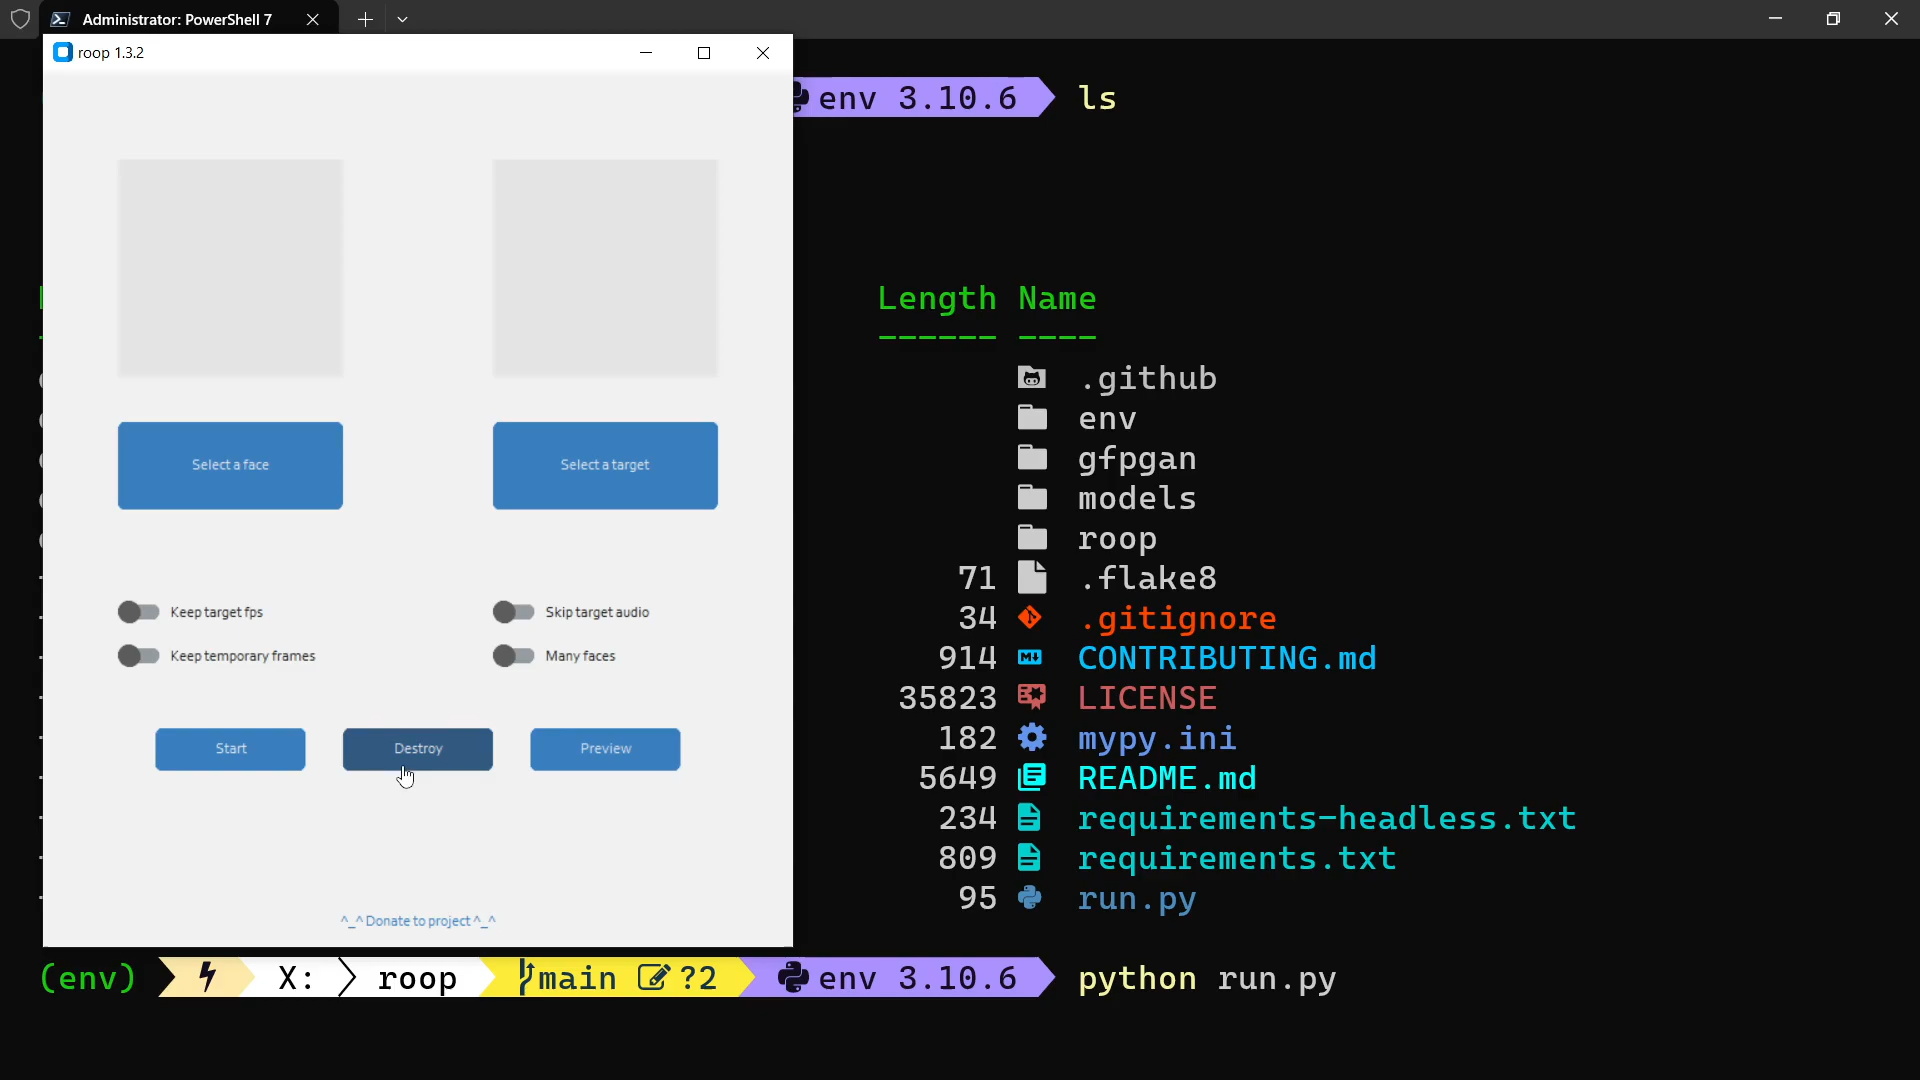 Administrator: PowerShell 7
roop 1.3.2
env 3.10.6 ls
Select a face
Select a target
Keep target fps
Skip target audio
Keep temporary frames
Many faces
Start
Destroy
Preview
^_^ Donate to project ^_^
Length Name
------ ----
.github
env
gfpgan
models
roop
71 .flake8
34 .gitignore
914 CONTRIBUTING.md
35823 LICENSE
182 mypy.ini
5649 README.md
234 requirements-headless.txt
809 requirements.txt
95 run.py
(env) X: roop main ?2 env 3.10.6 python run.py